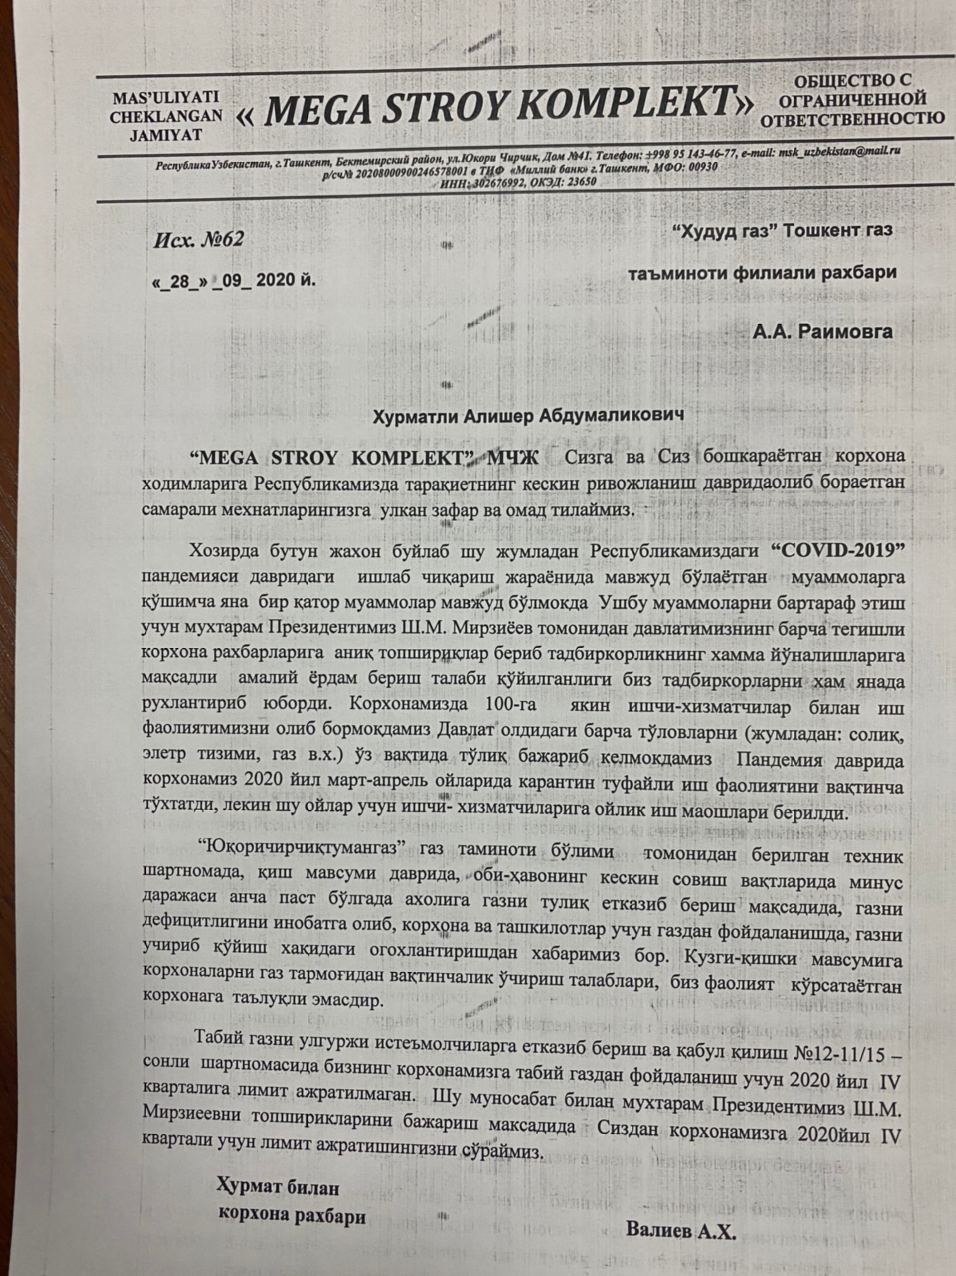 MAS’ULIYATI
CHEKLANGAN
JAMIYAT
« MEGA STROY KOMPLEKT»
ОБЩЕСТВО С
ОГРАНИЧЕННОЙ
ОТВЕТСТВЕННОСТЬЮ
РеспубликаУзбекистан, г.Ташкент, Бектемирский район, ул.Юкори Чирчик, Дом №41. Телефон: +998 95 143-46-77, e-mail: msk_uzbekistan@mail.ru
р/сч№ 20208000900246578001 в ТЦФ «Миллий банк» г.Ташкент, МФО: 00930
ИНН: 302676992, ОКЭД: 23650
Исх. №62
«_28_» _09_ 2020 й.
“Худуд газ” Тошкент газ
таъминоти филиали рахбари
А.А. Раимовга
Хурматли Алишер Абдумаликович
“MEGA STROY KOMPLEKT” МЧЖ Сизга ва Сиз бошкараётган корхона
ходимларига Республикамизда тарақиетнинг кескин ривожланиш давридаолиб бораетган
самарали мехнатларингизга улкан зафар ва омад тилаймиз.
Хозирда бутун жахон буйлаб шу жумладан Республикамиздаги “COVID-2019”
пандемияси давридаги ишлаб чиқариш жараёнида мавжуд бўлаётган муаммоларга
қўшимча яна бир қатор муаммолар мавжуд бўлмокда Ушбу муаммоларни бартараф этиш
учун мухтарам Президентимиз Ш.М. Мирзиёев томонидан давлатимизнинг барча тегишли
корхона рахбарларига аниқ топшириқлар бериб тадбиркорликнинг хамма йўналишларига
мақсадли амалий ёрдам бериш талаби қўйилганлиги биз тадбиркорларни хам янада
рухлантириб юборди. Корхонамизда 100-га якин ишчи-хизматчилар билан иш
фаолиятимизни олиб бормоқдамиз Давлат олдидаги барча тўловларни (жумладан: солиқ,
элетр тизими, газ в.х.) ўз вақтида тўлиқ бажариб келмоқдамиз Пандемия даврида
корхонамиз 2020 йил март-апрель ойларида карантин туфайли иш фаолиятини вақтинча
тўхтатди, лекин шу ойлар учун ишчи- хизматчиларига ойлик иш маошлари берилди.
“Юқоричирчиқтумангаз” газ таминоти бўлими томонидан берилган техник
шартномада, қиш мавсуми даврида, оби-ҳавонинг кескин совиш вақтларида минус
даражаси анча паст бўлгада ахолига газни тулиқ етказиб бериш мақсадида, газни
дефицитлигини инобатга олиб, корхона ва ташкилотлар учун газдан фойдаланишда, газни
учириб қўйиш хақидаги огохлантиришдан хабаримиз бор. Кузги-қишки мавсумига
корхоналарни газ тармоғидан вақтинчалик ўчириш талаблари, биз фаолият кўрсатаётган
корхонага таълуқли эмасдир.
Табий газни улгуржи истеъмолчиларга етказиб бериш ва қабул қилиш №12-11/15 –
сонли шартномасида бизнинг корхонамизга табий газдан фойдаланиш учун 2020 йил IV
кварталига лимит ажратилмаган. Шу муносабат билан мухтарам Президентимиз Ш.М.
Мирзиеевни топширикларини бажариш максадида Сиздан корхонамизга 2020йил IV
квартали учун лимит ажратишингизни сўраймиз.
Ҳурмат билан
корхона рахбари
Валиев А.Х.